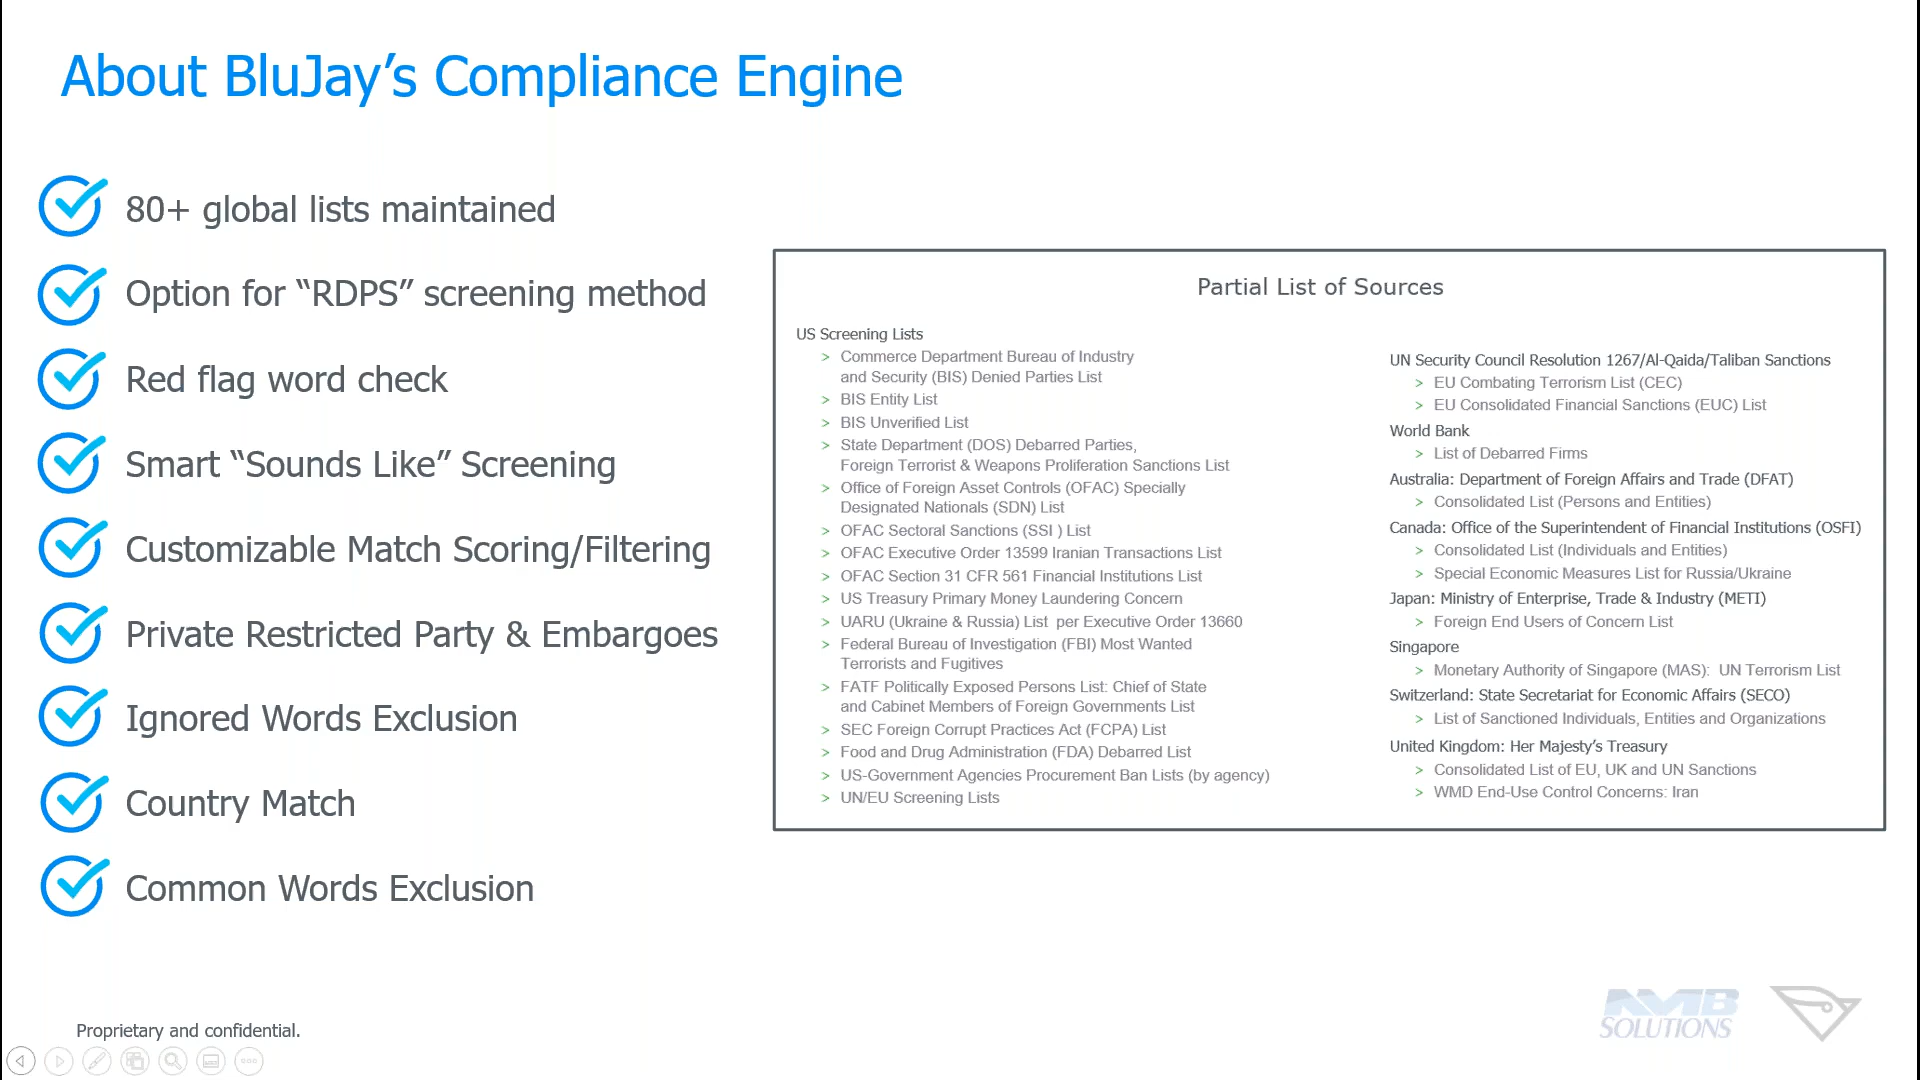 About BluJay’s Compliance Engine
80+ global lists maintained
Option for “RDPS” screening method
Red flag word check
Smart “Sounds Like” Screening
Customizable Match Scoring/Filtering
Private Restricted Party & Embargoes
Ignored Words Exclusion
Country Match
Common Words Exclusion
Partial List of Sources
US Screening Lists
> Commerce Department Bureau of Industry
and Security (BIS) Denied Parties List
> BIS Entity List
> BIS Unverified List
> State Department (DOS) Debarred Parties,
Foreign Terrorist & Weapons Proliferation Sanctions List
> Office of Foreign Asset Controls (OFAC) Specially
Designated Nationals (SDN) List
> OFAC Sectoral Sanctions (SSI ) List
> OFAC Executive Order 13599 Iranian Transactions List
> OFAC Section 31 CFR 561 Financial Institutions List
> US Treasury Primary Money Laundering Concern
> UARU (Ukraine & Russia) List per Executive Order 13660
> Federal Bureau of Investigation (FBI) Most Wanted
Terrorists and Fugitives
> FATF Politically Exposed Persons List: Chief of State
and Cabinet Members of Foreign Governments List
> SEC Foreign Corrupt Practices Act (FCPA) List
> Food and Drug Administration (FDA) Debarred List
> US-Government Agencies Procurement Ban Lists (by agency)
> UN/EU Screening Lists
UN Security Council Resolution 1267/Al-Qaida/Taliban Sanctions
> EU Combating Terrorism List (CEC)
> EU Consolidated Financial Sanctions (EUC) List
World Bank
> List of Debarred Firms
Australia: Department of Foreign Affairs and Trade (DFAT)
> Consolidated List (Persons and Entities)
Canada: Office of the Superintendent of Financial Institutions (OSFI)
> Consolidated List (Individuals and Entities)
> Special Economic Measures List for Russia/Ukraine
Japan: Ministry of Enterprise, Trade & Industry (METI)
> Foreign End Users of Concern List
Singapore
> Monetary Authority of Singapore (MAS): UN Terrorism List
Switzerland: State Secretariat for Economic Affairs (SECO)
> List of Sanctioned Individuals, Entities and Organizations
United Kingdom: Her Majesty’s Treasury
> Consolidated List of EU, UK and UN Sanctions
> WMD End-Use Control Concerns: Iran
Proprietary and confidential.
NMB
SOLUTIONS